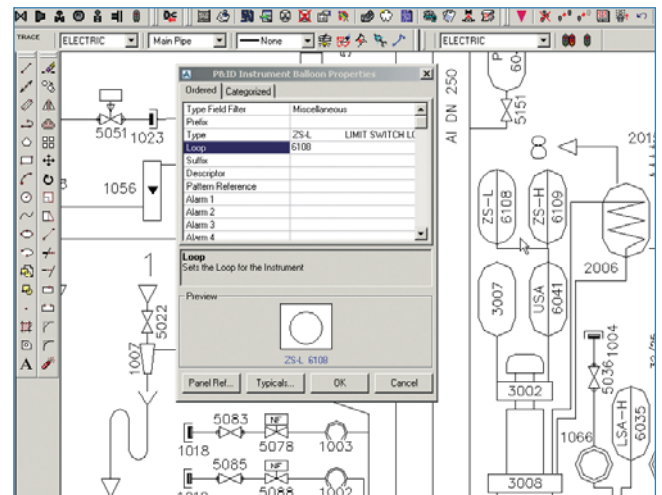 TRACE
ELECTRIC
Main Pipe
None
ELECTRIC
P&ID Instrument Balloon Properties
Ordered
Categorized
Type Field Filter Miscellaneous
Prefix
Type ZS-L LIMIT SWITCH LO
Loop 6108
Suffix
Descriptor
Pattern Reference
Alarm 1
Alarm 2
Alarm 3
Alarm 4
Loop
Sets the Loop for the Instrument
Preview
ZS-L 6108
Panel Ref...
Typicals...
OK
Cancel
5051
1023
1056
1
5022
1007
5083
NF
1018
5078
1003
5085
NF
5088
1002
AI DN 250
5151
ZS-L
6108
ZS-H
6109
2006
3007
USA
6041
3002
3008
1004
5036
1066
LSA-H
6035
A